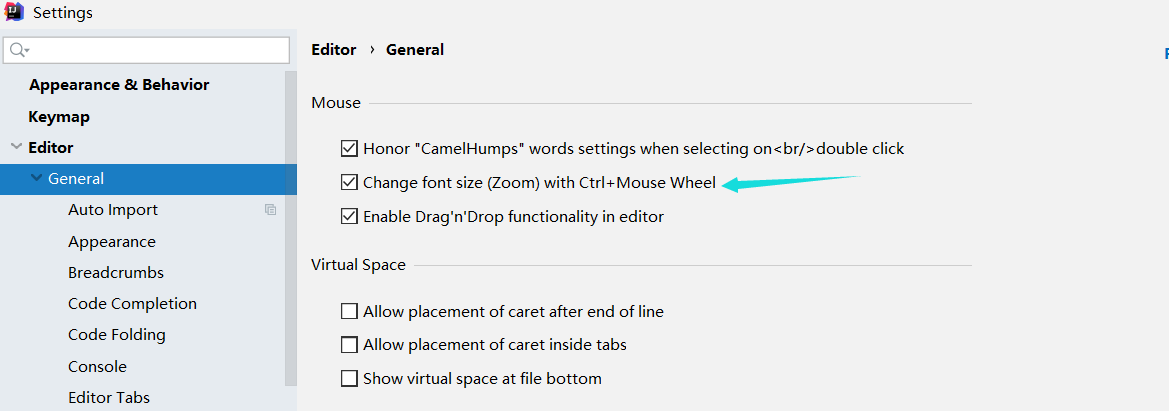 Settings
Appearance & Behavior
Keymap
Editor
General
Auto Import
Appearance
Breadcrumbs
Code Completion
Code Folding
Console
Editor Tabs
Editor › General
Mouse
Honor "CamelHumps" words settings when selecting on<br/>double click
Change font size (Zoom) with Ctrl+Mouse Wheel
Enable Drag'n'Drop functionality in editor
Virtual Space
Allow placement of caret after end of line
Allow placement of caret inside tabs
Show virtual space at file bottom